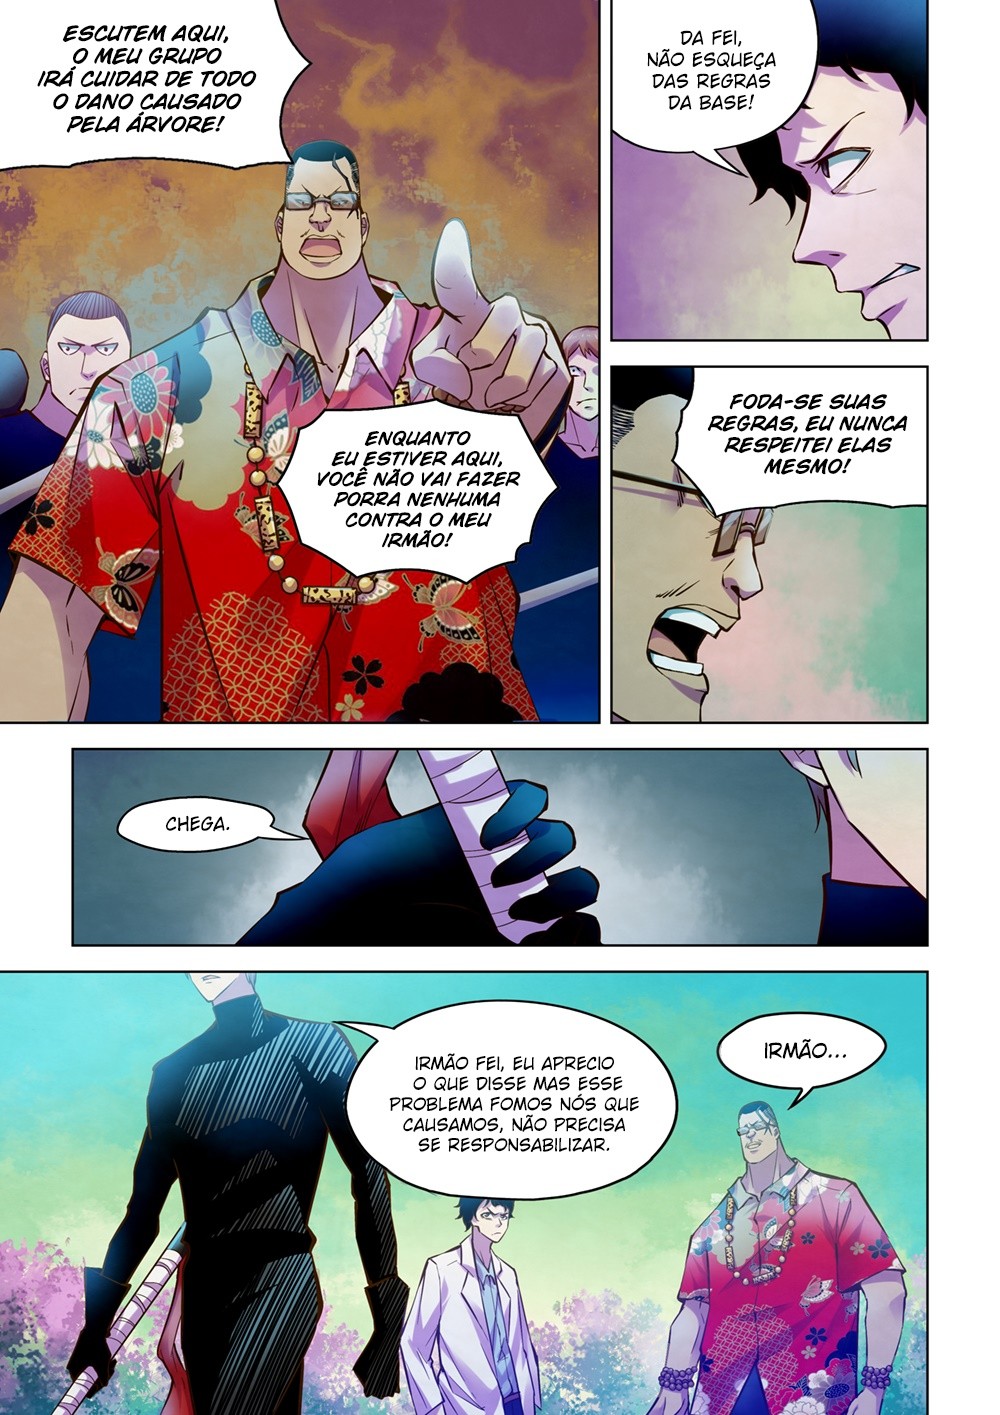 ESCUTEM AQUI,
O MEU GRUPO
IRÁ CUIDAR DE TODO
O DANO CAUSADO
PELA ÁRVORE!
ENQUANTO
EU ESTIVER AQUI,
VOCÊ NÃO VAI FAZER
PORRA NENHUMA
CONTRA O MEU
IRMÃO!
DA FEI,
NÃO ESQUEÇA
DAS REGRAS
DA BASE!
FODA-SE SUAS
REGRAS, EU NUNCA
RESPEITEI ELAS
MESMO!
CHEGA.
IRMÃO FEI, EU APRECIO
O QUE DISSE MAS ESSE
PROBLEMA FOMOS NÓS QUE
CAUSAMOS, NÃO PRECISA
SE RESPONSABILIZAR.
IRMÃO...